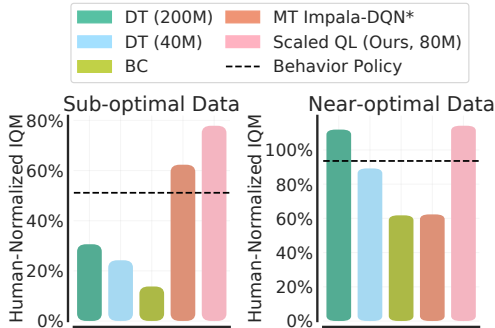 DT (200M)
DT (40M)
BC
MT Impala-DQN*
Scaled QL (Ours, 80M)
Behavior Policy
Sub-optimal Data
Human-Normalized IQM
80%
60%
40%
20%
0%
Near-optimal Data
Human-Normalized IQM
100%
80%
60%
40%
20%
0%